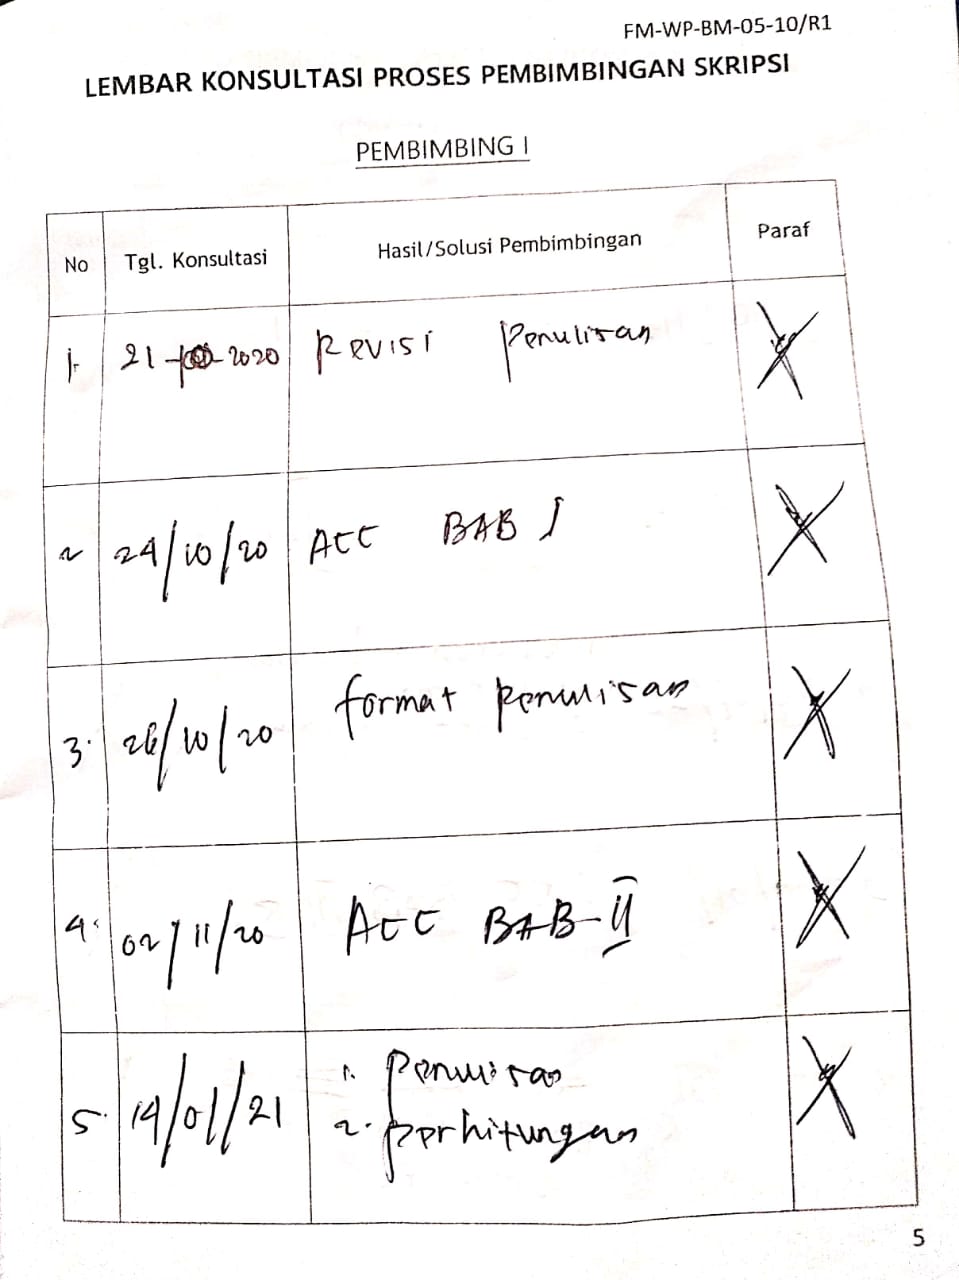 FM-WP-BM-05-10/R1
LEMBAR KONSULTASI PROSES PEMBIMBINGAN SKRIPSI
PEMBIMBING I
No Tgl. Konsultasi Hasil/Solusi Pembimbingan Paraf
1. 21 - - 2020 Revisi Penulisan
2 24/10/20 ACC BAB I
3. 26/10/20 format Penulisan
4. 02/11/20 ACC BAB-II
5. 14/01/21 1. Penulisan
2. perhitungan
5